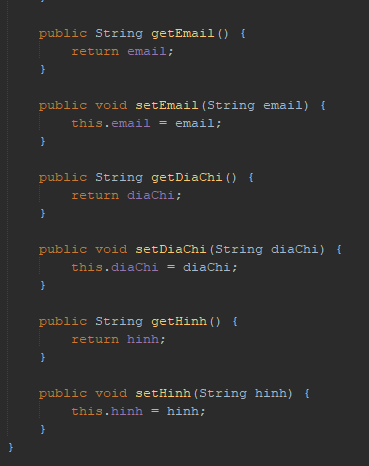 public String getEmail() {
return email;
}
public void setEmail(String email) {
this.email = email;
}
public String getDiaChi() {
return diaChi;
}
public void setDiaChi(String diaChi) {
this.diaChi = diaChi;
}
public String getHinh() {
return hinh;
}
public void setHinh(String hinh) {
this.hinh = hinh;
}
}